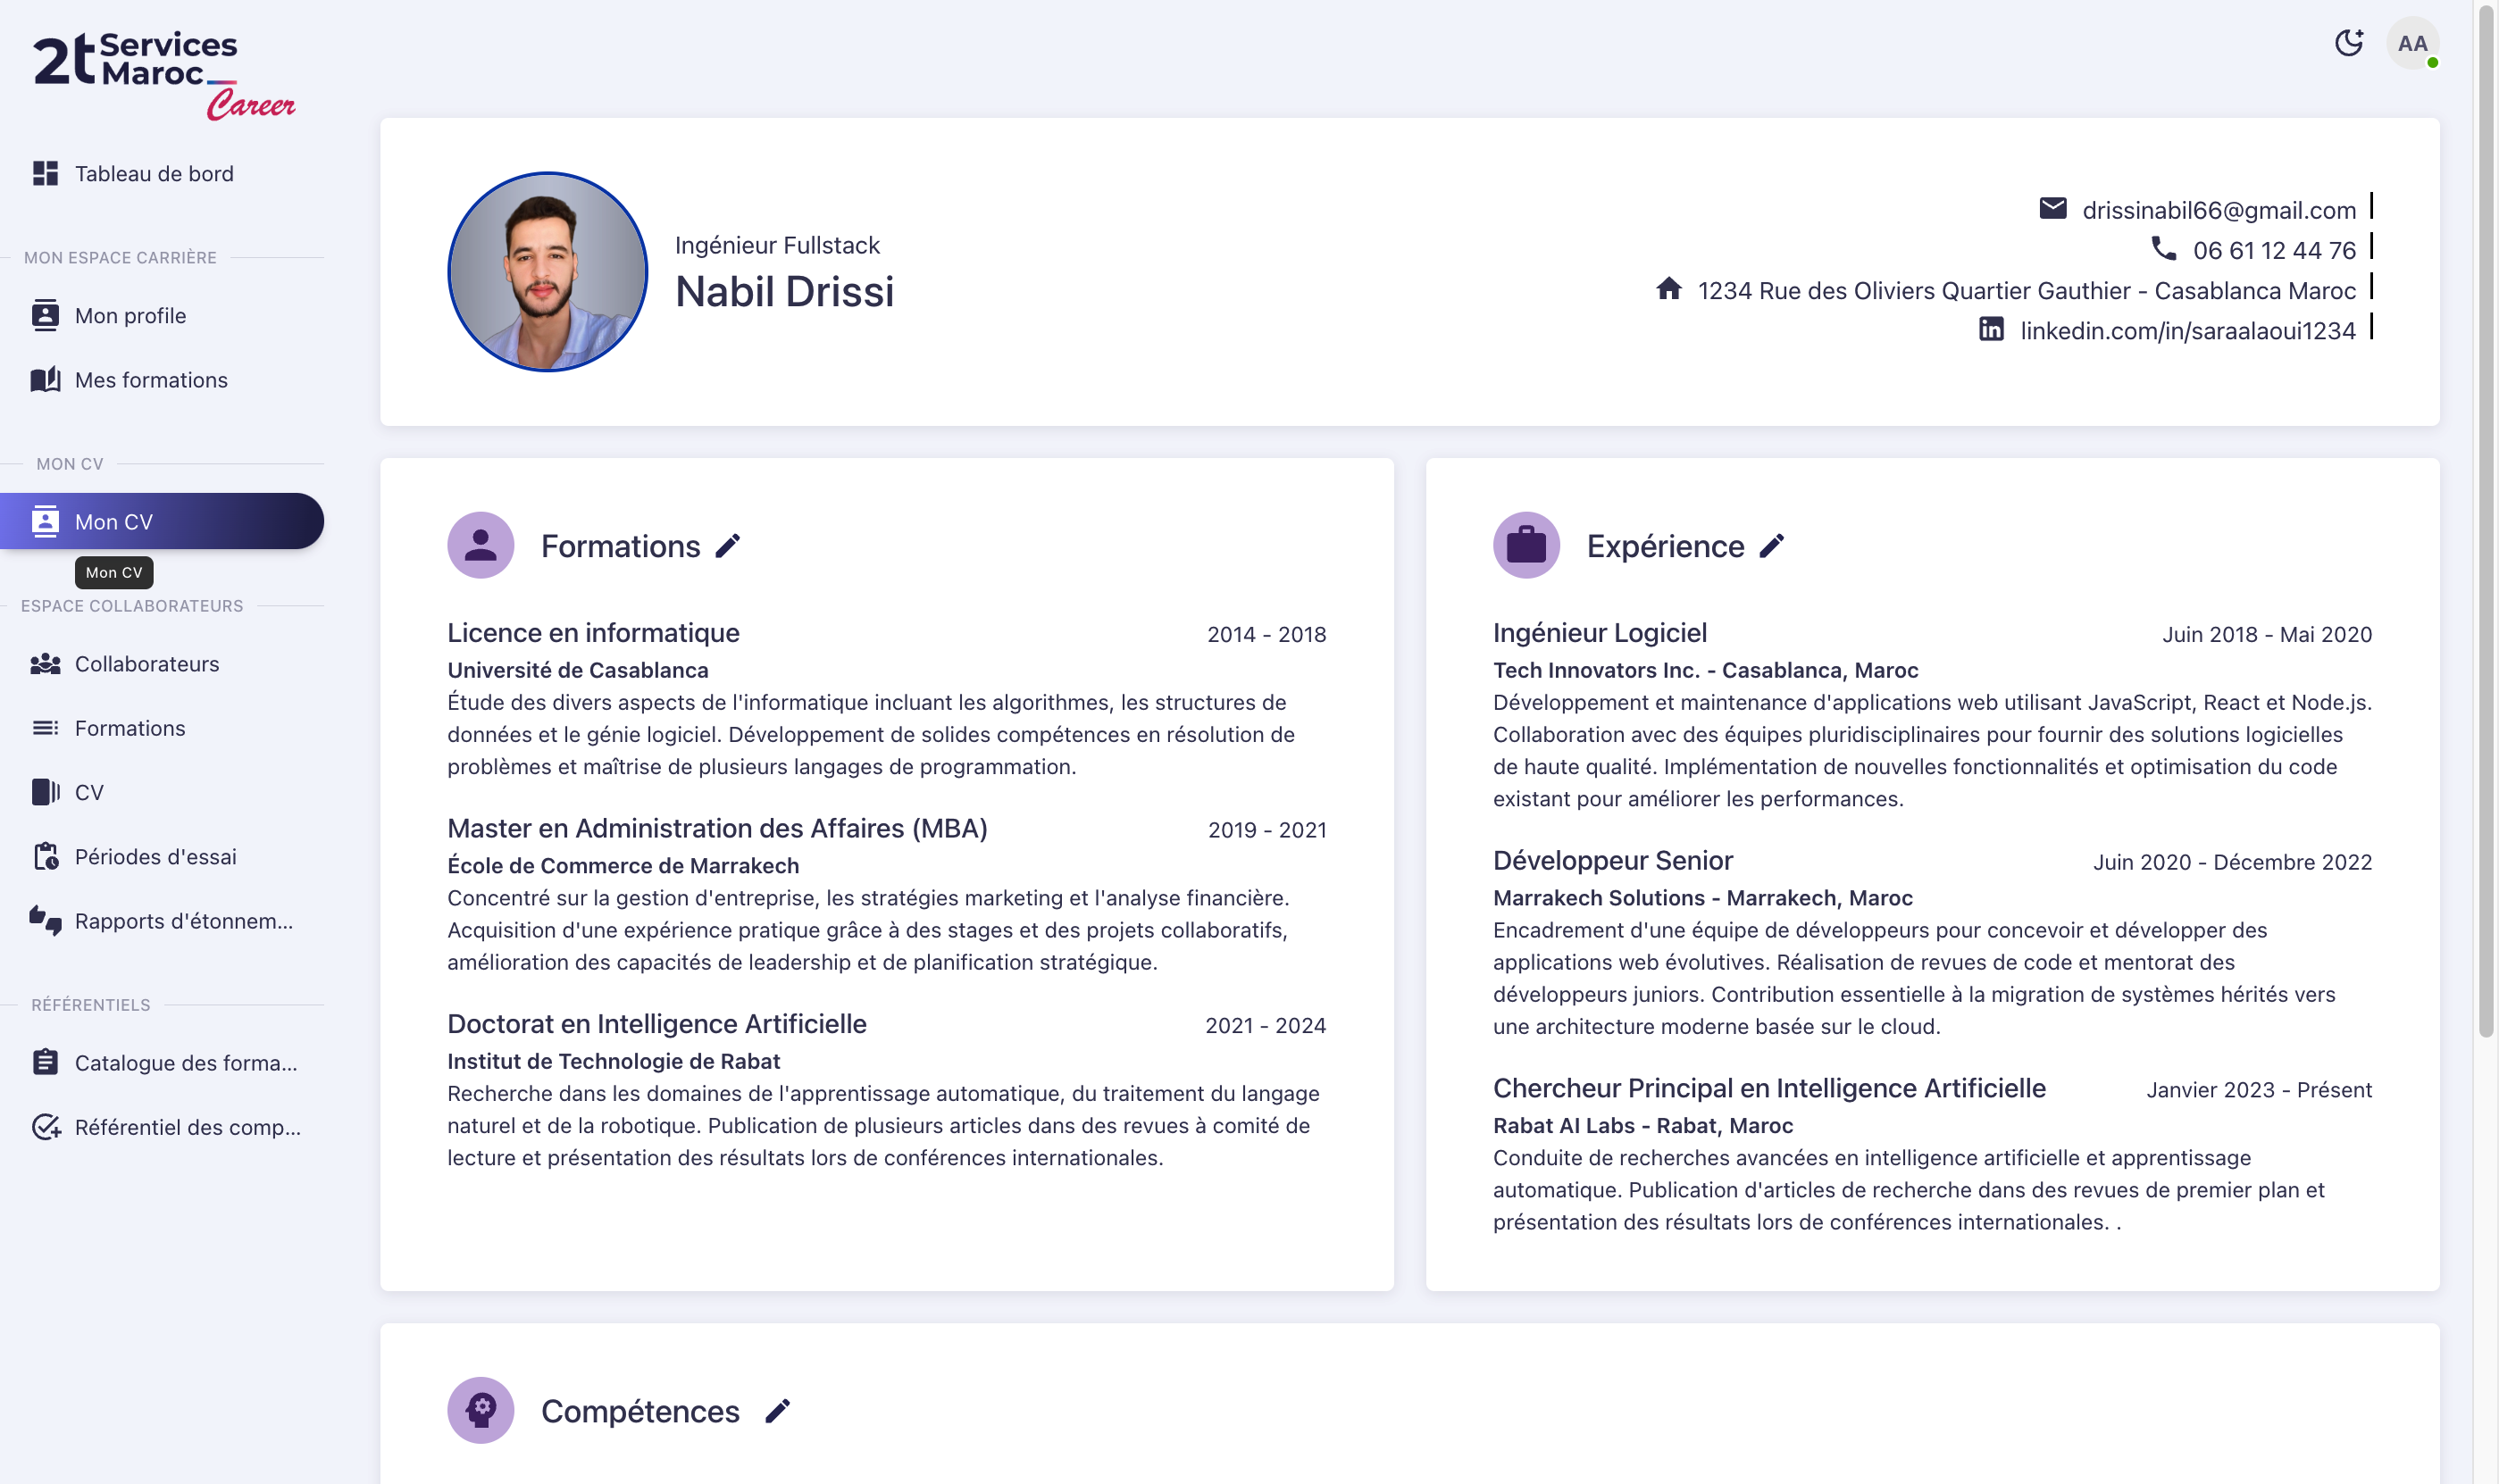 2t Services
Maroc
Career
AA
Tableau de bord
MON ESPACE CARRIÈRE
Mon profile
Mes formations
MON CV
Mon CV
Mon CV
ESPACE COLLABORATEURS
Collaborateurs
Formations
CV
Périodes d'essai
Rapports d'étonnem...
RÉFÉRENTIELS
Catalogue des forma...
Référentiel des comp...
Ingénieur Fullstack
Nabil Drissi
drissinabil66@gmail.com
06 61 12 44 76
1234 Rue des Oliviers Quartier Gauthier - Casablanca Maroc
linkedin.com/in/saraalaoui1234
Formations
Licence en informatique 2014 - 2018
Université de Casablanca
Étude des divers aspects de l'informatique incluant les algorithmes, les structures de
données et le génie logiciel. Développement de solides compétences en résolution de
problèmes et maîtrise de plusieurs langages de programmation.
Master en Administration des Affaires (MBA) 2019 - 2021
École de Commerce de Marrakech
Concentré sur la gestion d'entreprise, les stratégies marketing et l'analyse financière.
Acquisition d'une expérience pratique grâce à des stages et des projets collaboratifs,
amélioration des capacités de leadership et de planification stratégique.
Doctorat en Intelligence Artificielle 2021 - 2024
Institut de Technologie de Rabat
Recherche dans les domaines de l'apprentissage automatique, du traitement du langage
naturel et de la robotique. Publication de plusieurs articles dans des revues à comité de
lecture et présentation des résultats lors de conférences internationales.
Expérience
Ingénieur Logiciel Juin 2018 - Mai 2020
Tech Innovators Inc. - Casablanca, Maroc
Développement et maintenance d'applications web utilisant JavaScript, React et Node.js.
Collaboration avec des équipes pluridisciplinaires pour fournir des solutions logicielles
de haute qualité. Implémentation de nouvelles fonctionnalités et optimisation du code
existant pour améliorer les performances.
Développeur Senior Juin 2020 - Décembre 2022
Marrakech Solutions - Marrakech, Maroc
Encadrement d'une équipe de développeurs pour concevoir et développer des
applications web évolutives. Réalisation de revues de code et mentorat des
développeurs juniors. Contribution essentielle à la migration de systèmes hérités vers
une architecture moderne basée sur le cloud.
Chercheur Principal en Intelligence Artificielle Janvier 2023 - Présent
Rabat AI Labs - Rabat, Maroc
Conduite de recherches avancées en intelligence artificielle et apprentissage
automatique. Publication d'articles de recherche dans des revues de premier plan et
présentation des résultats lors de conférences internationales. .
Compétences